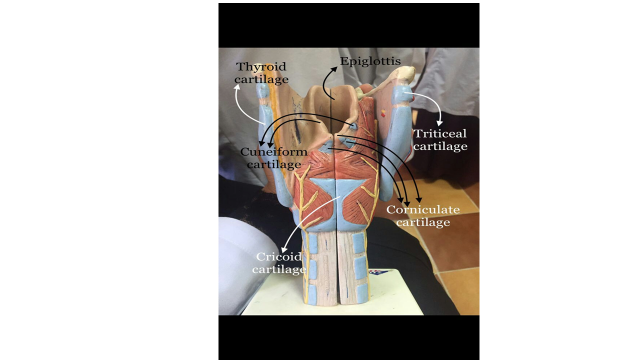 Epiglottis
Thyroid
cartilage
Triticeal
cartilage
Cuneiform
cartilage
Corniculate
cartilage
Cricoid
cartilage